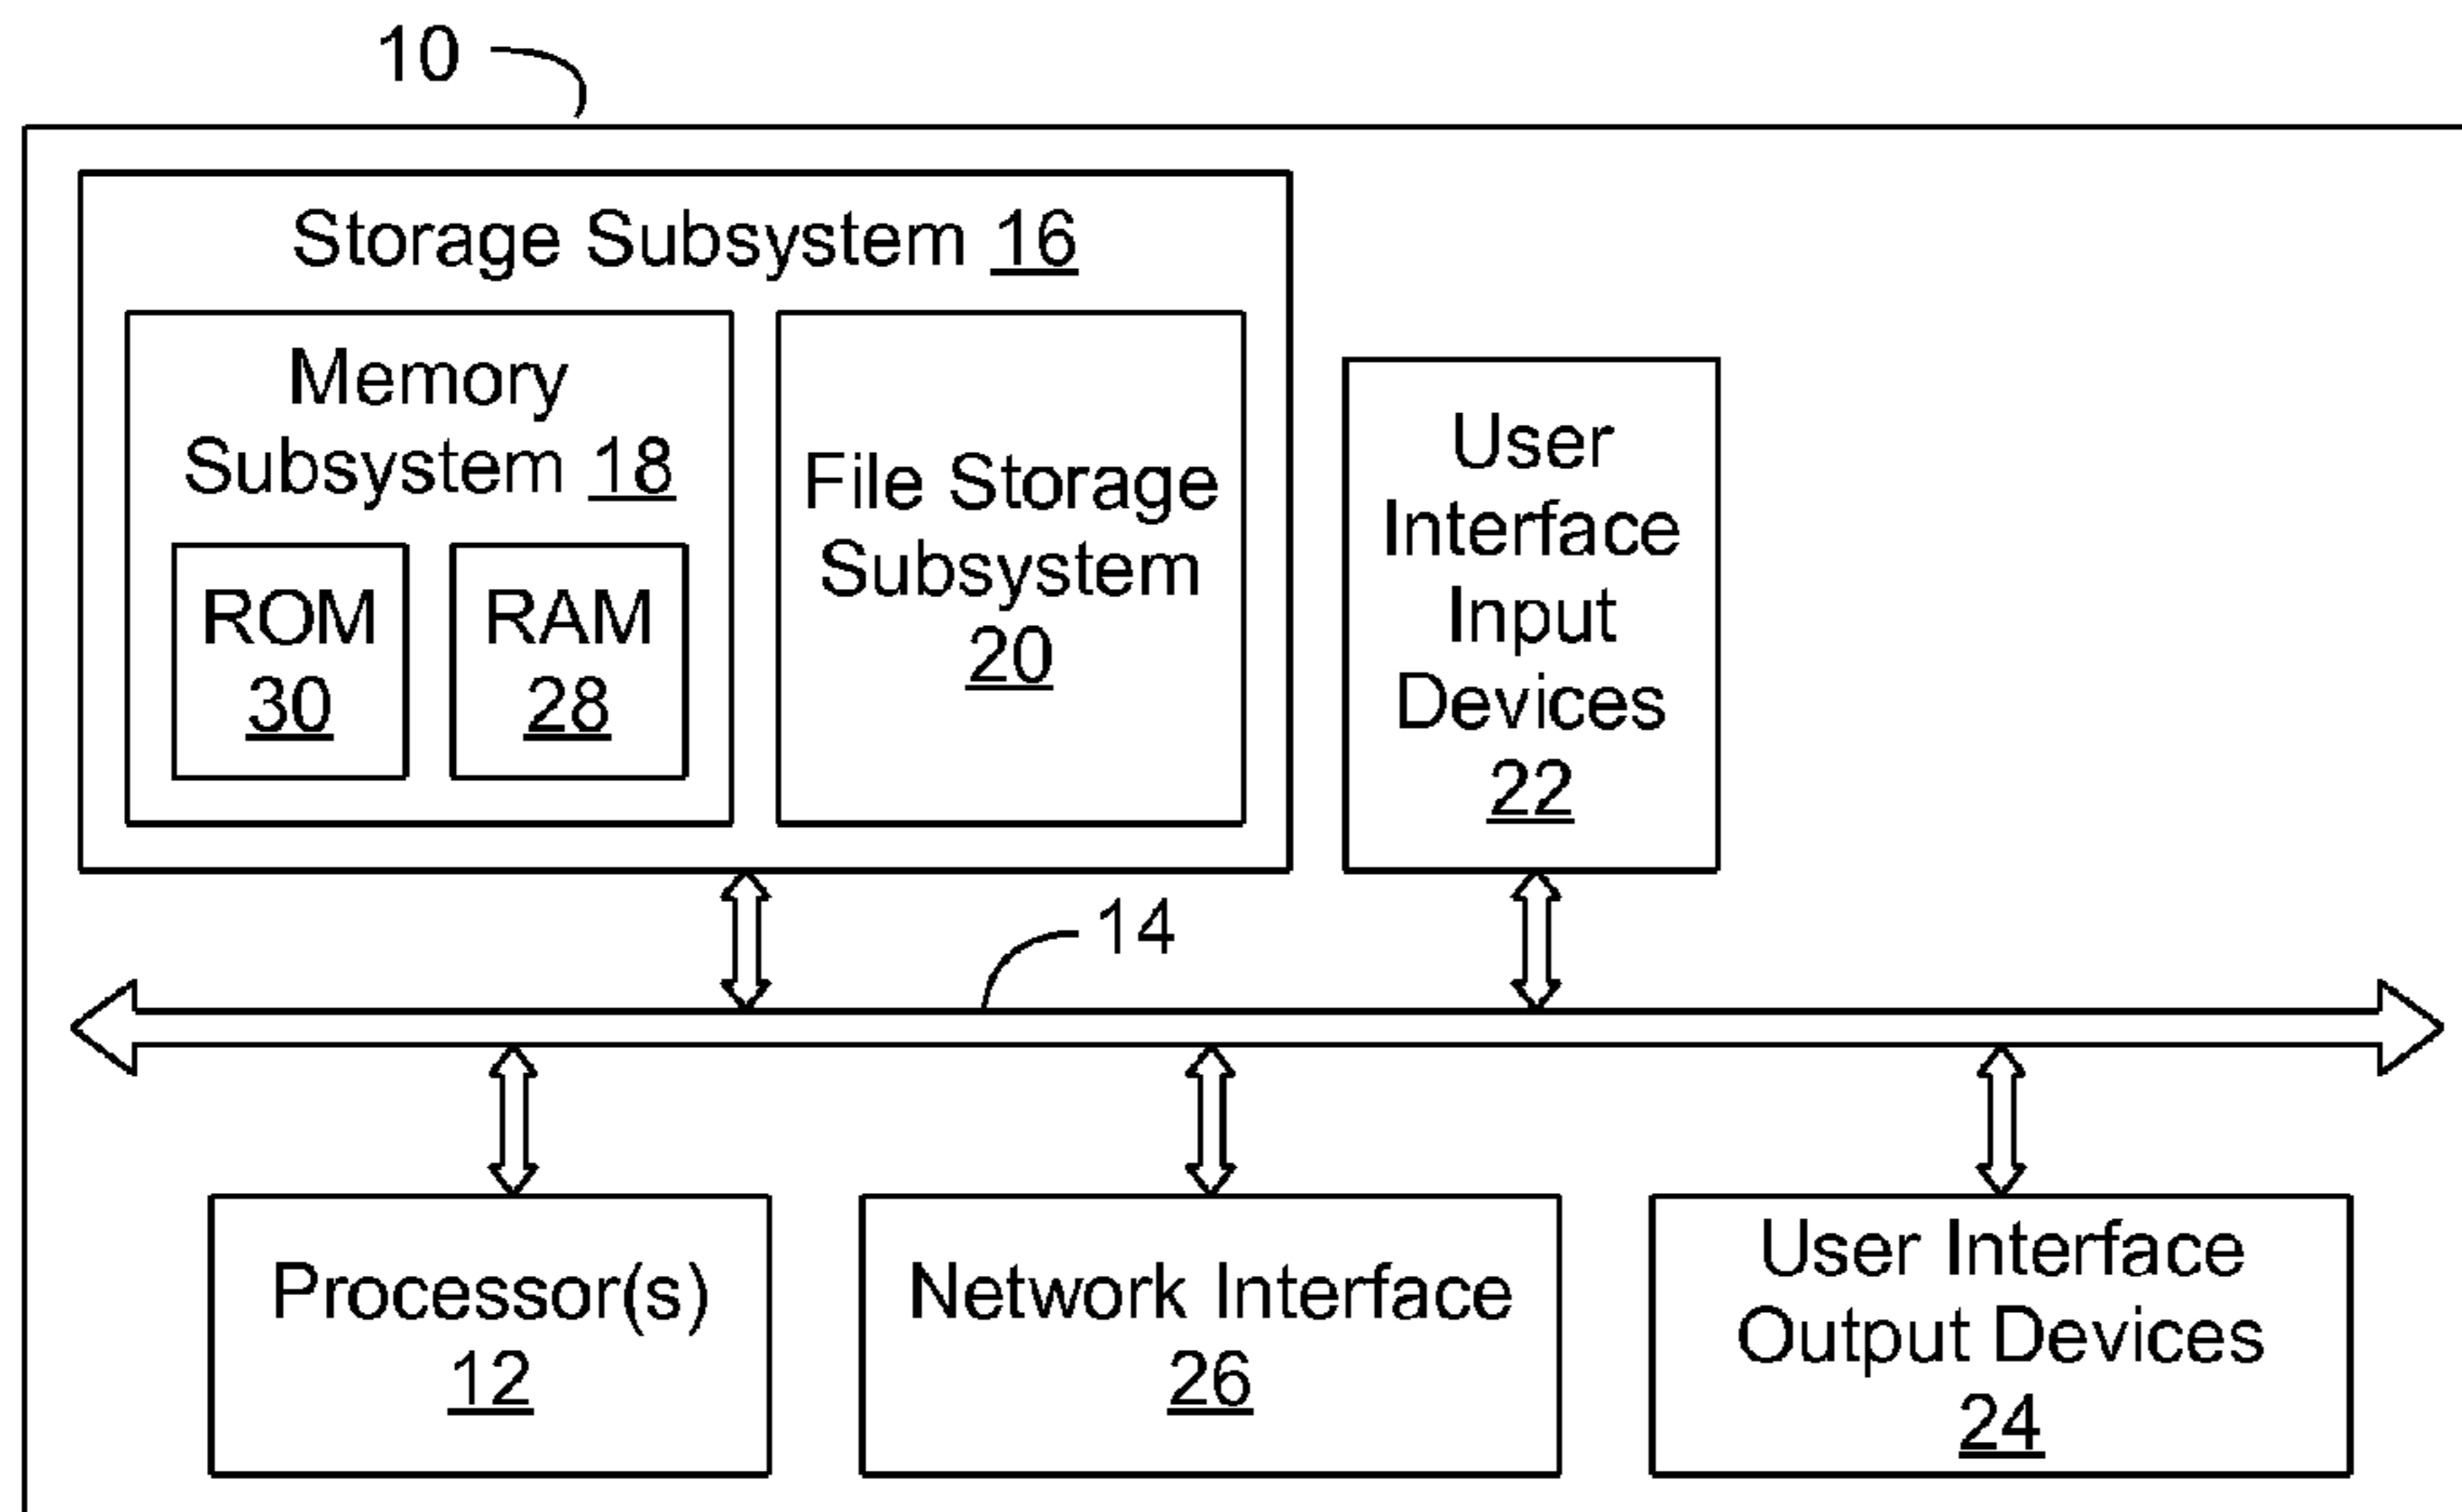 10
Storage Subsystem 16
Memory
Subsystem 18
ROM
30
RAM
28
File Storage
Subsystem
20
User
Interface
Input
Devices
22
14
Processor(s)
12
Network Interface
26
User Interface
Output Devices
24